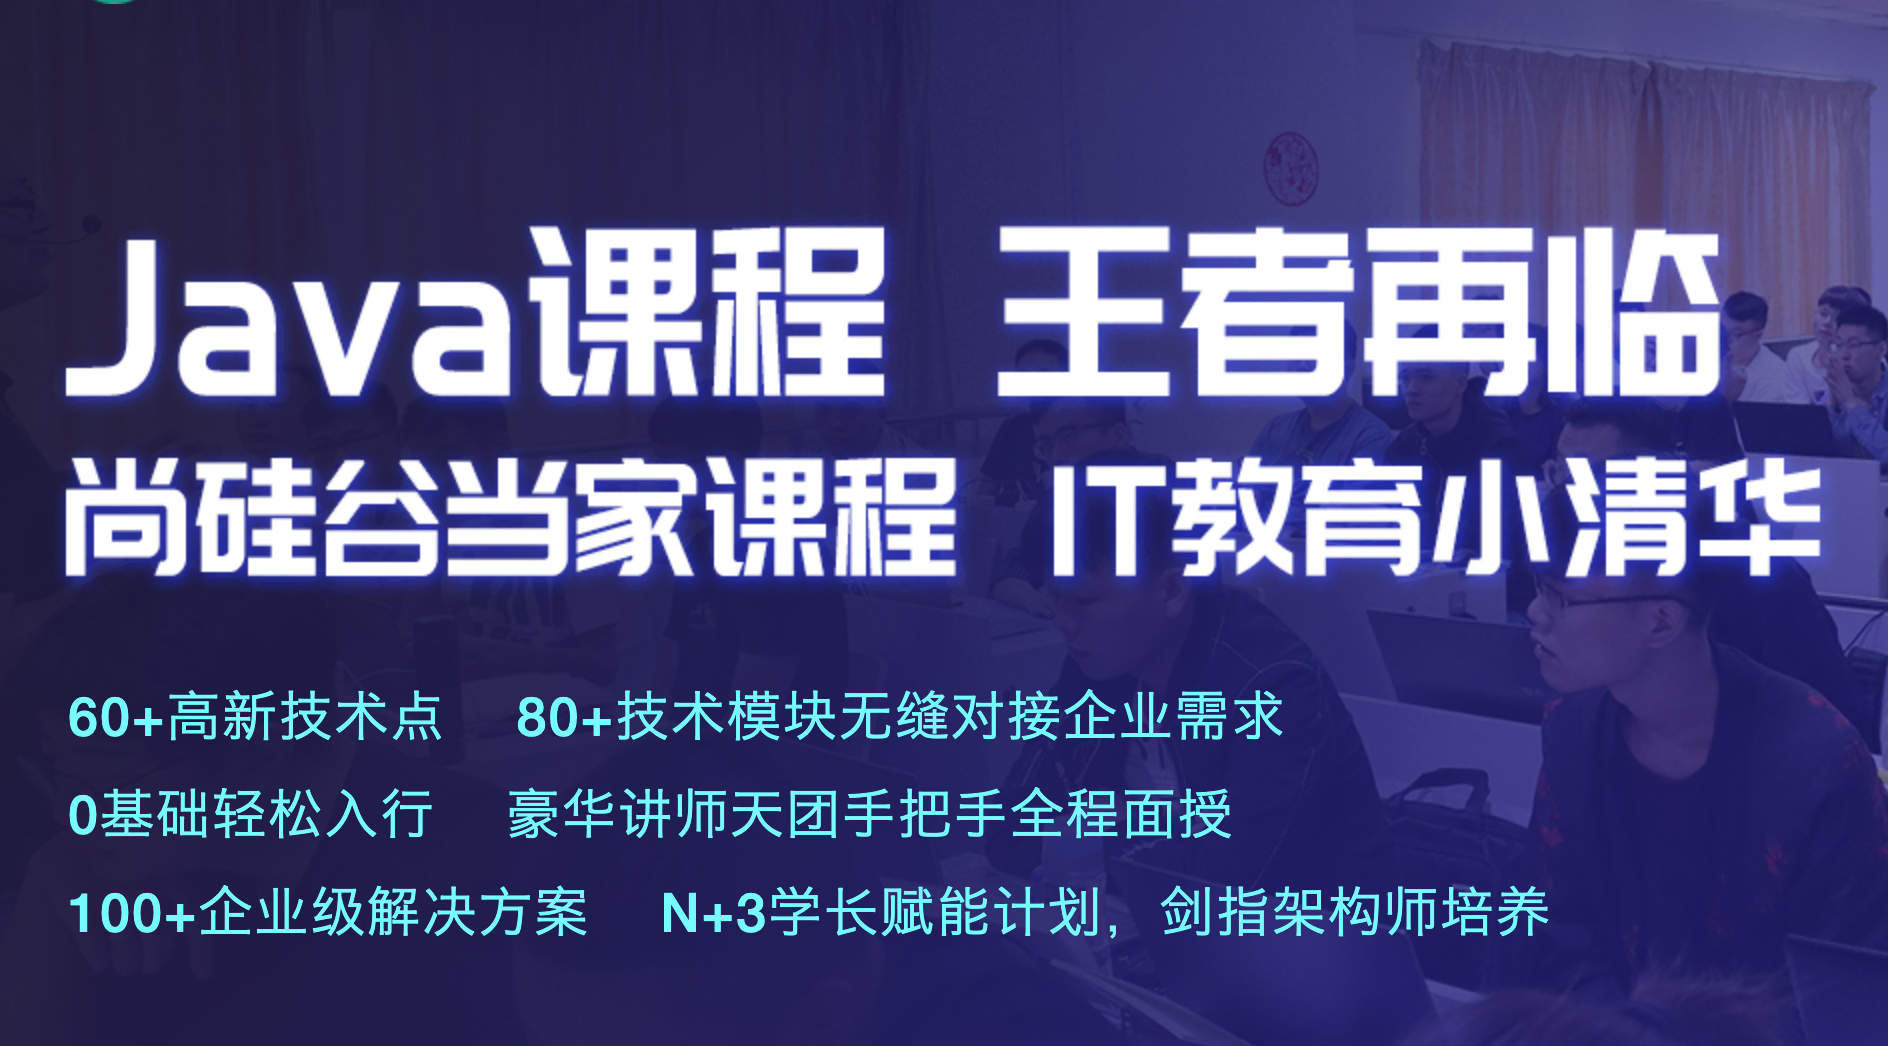 Java课程 王者再临
尚硅谷当家课程 IT教育小清华
60+高新技术点 80+技术模块无缝对接企业需求
0基础轻松入行 豪华讲师天团手把手全程面授
100+企业级解决方案 N+3学长赋能计划，剑指架构师培养